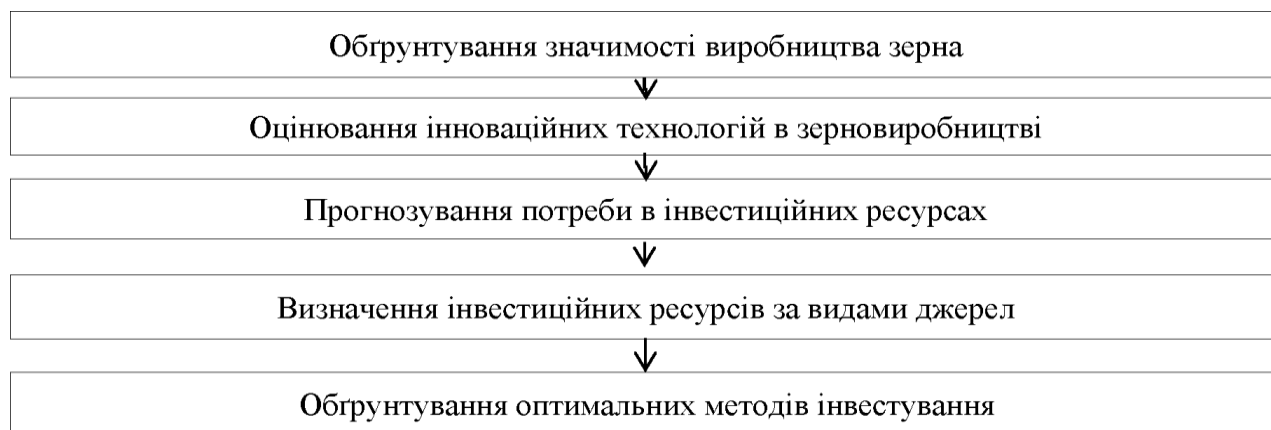 Обґрунтування значимості виробництва зерна
Оцінювання інноваційних технологій в зерновиробництві
Прогнозування потреби в інвестиційних ресурсах
Визначення інвестиційних ресурсів за видами джерел
Обґрунтування оптимальних методів інвестування